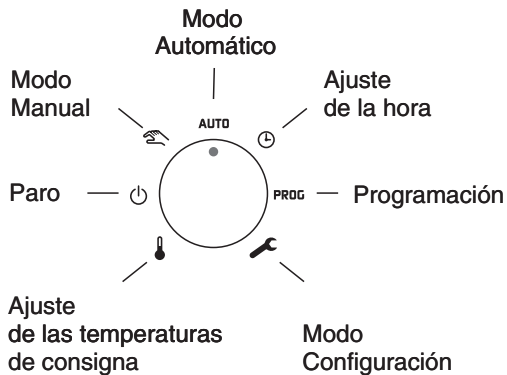 Modo
Automático
Modo
Manual
Ajuste
de la hora
AUTO
Paro
PROG
Programación
Ajuste
de las temperaturas
de consigna
Modo
Configuración